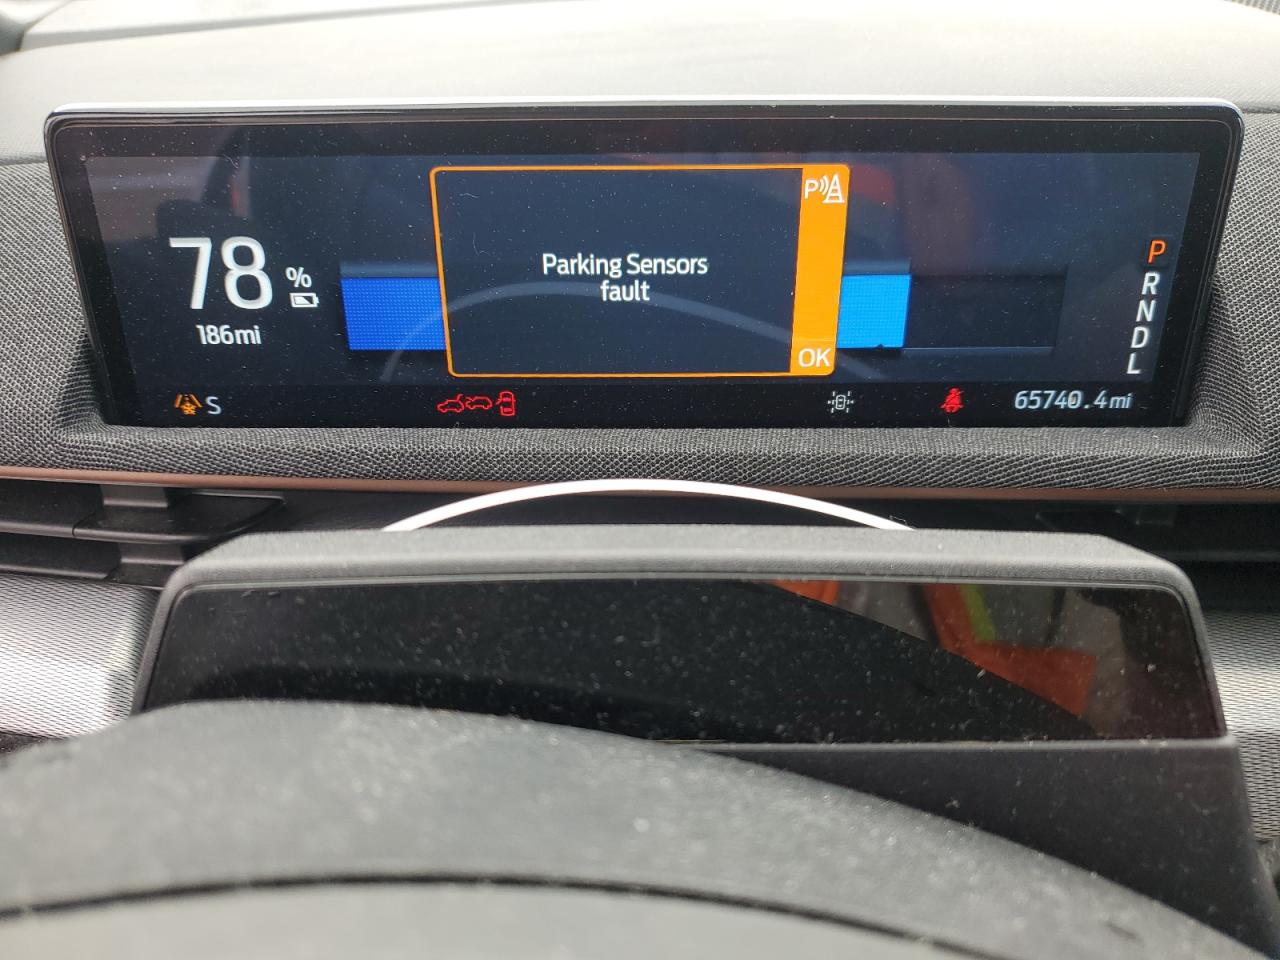 78 %
186mi
S
Parking Sensors
fault
P
OK
P
R
N
D
L
65740.4mi